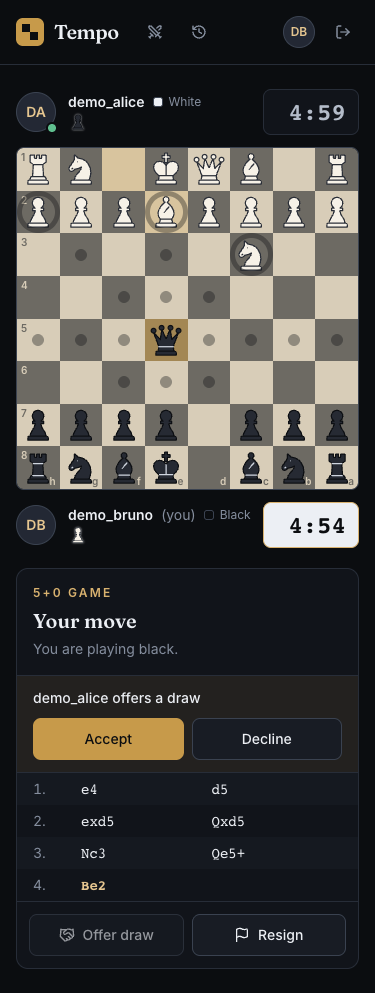 Tempo DB
DA demo_alice White 4:59
1
2
3
4
5
6
7
8 h g f e d c b a
DB demo_bruno (you) Black 4:54
5+0 GAME
Your move
You are playing black.
demo_alice offers a draw
Accept Decline
1. e4 d5
2. exd5 Qxd5
3. Nc3 Qe5+
4. Be2
Offer draw Resign